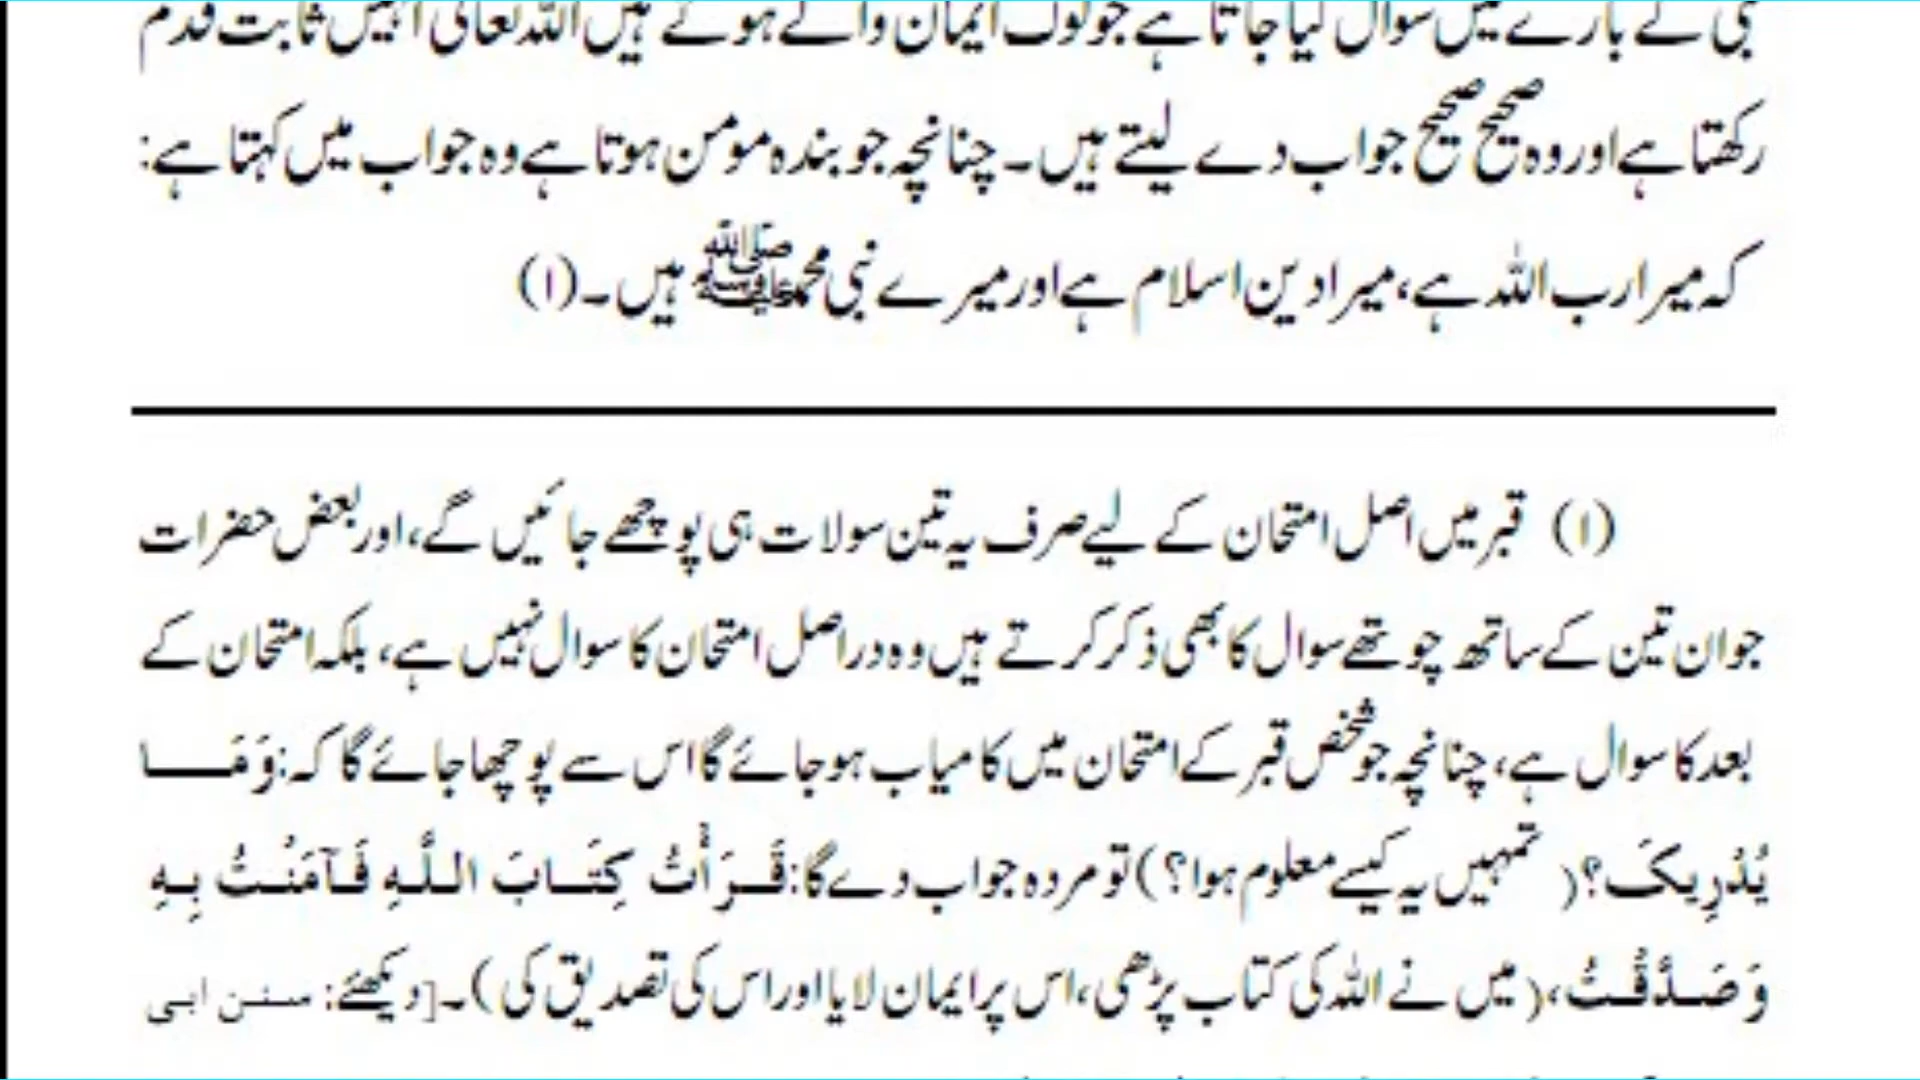 نبی کے بارے میں سوال کیا جاتا ہے جو لوگ ایمان والے ہوتے ہیں اللہ تعالیٰ انہیں ثابت قدم
رکھتا ہے اور وہ صحیح صحیح جواب دے لیتے ہیں۔ چنانچہ جو بندہ مومن ہوتا ہے وہ جواب میں کہتا ہے:
کہ میرا رب اللہ ہے، میرا دین اسلام ہے اور میرے نبی محمد ﷺ ہیں۔(۱)
(۱) قبر میں اصل امتحان کے لیے صرف یہ تین سولات ہی پوچھے جائیں گے، اور بعض حضرات
جو ان تین کے ساتھ چوتھے سوال کا بھی ذکر کرتے ہیں وہ دراصل امتحان کا سوال نہیں ہے، بلکہ امتحان کے
بعد کا سوال ہے، چنانچہ جو شخص قبر کے امتحان میں کامیاب ہو جائے گا اس سے پوچھا جائے گا کہ: وَمَا
يُدْرِيكَ؟ (تمہیں یہ کیسے معلوم ہوا؟) تو مردہ جواب دے گا: قَرَأْتُ كِتَابَ اللَّهِ فَآمَنْتُ بِهِ
وَصَدَّقْتُ، (میں نے اللہ کی کتاب پڑھی، اس پر ایمان لایا اور اس کی تصدیق کی)۔ [دیکھئے: سنن ابی